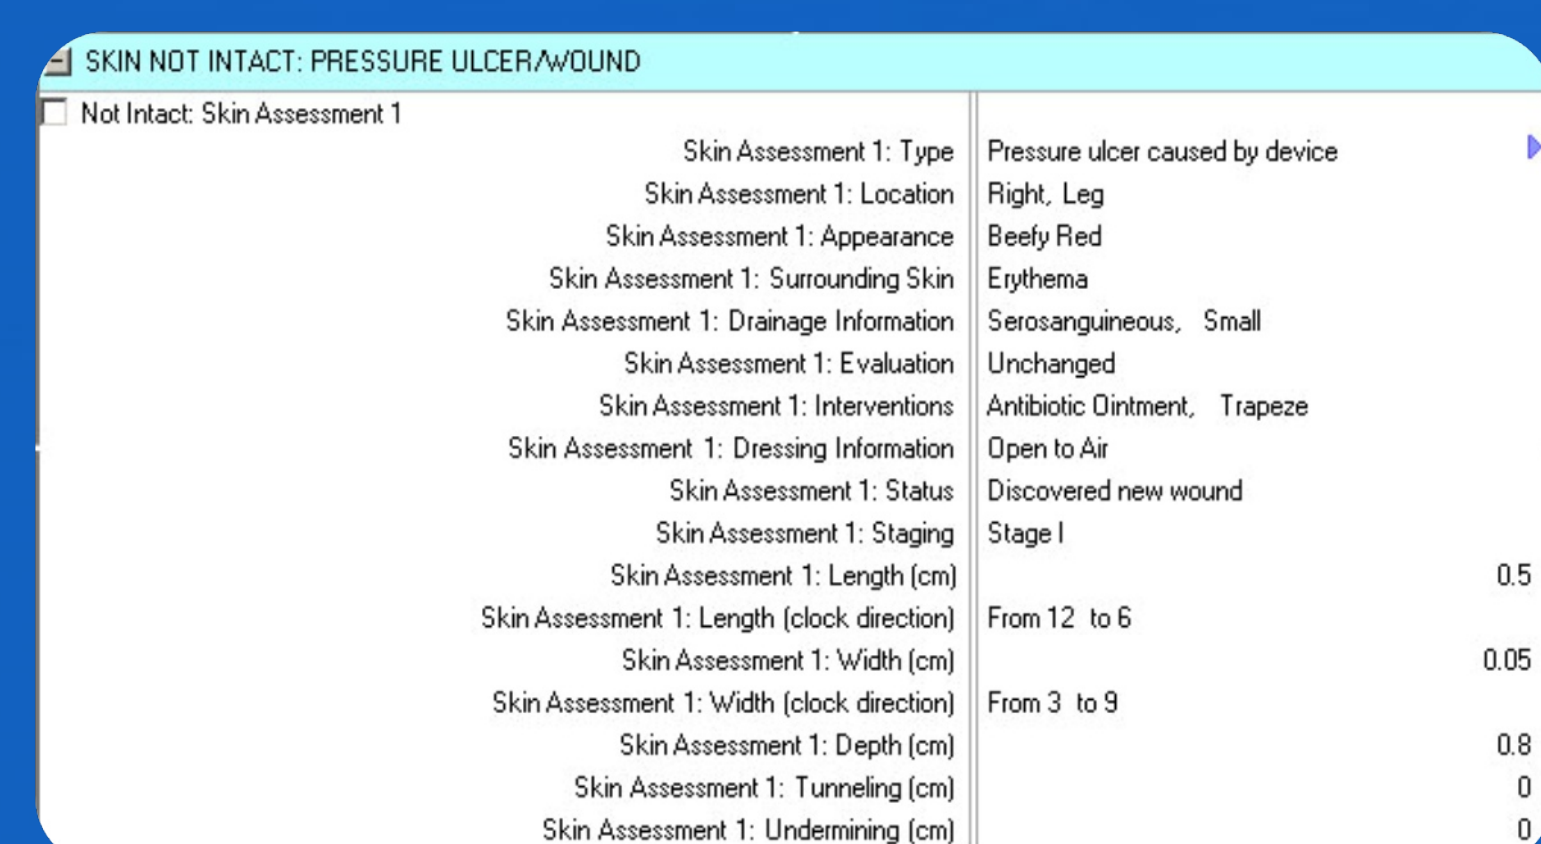 SKIN NOT INTACT: PRESSURE ULCER/WOUND
Not Intact: Skin Assessment 1
Skin Assessment 1: Type Pressure ulcer caused by device
Skin Assessment 1: Location Right, Leg
Skin Assessment 1: Appearance Beefy Red
Skin Assessment 1: Surrounding Skin Erythema
Skin Assessment 1: Drainage Information Serosanguineous, Small
Skin Assessment 1: Evaluation Unchanged
Skin Assessment 1: Interventions Antibiotic Ointment, Trapeze
Skin Assessment 1: Dressing Information Open to Air
Skin Assessment 1: Status Discovered new wound
Skin Assessment 1: Staging Stage I
Skin Assessment 1: Length (cm) 0.5
Skin Assessment 1: Length (clock direction) From 12 to 6
Skin Assessment 1: Width (cm) 0.05
Skin Assessment 1: Width (clock direction) From 3 to 9
Skin Assessment 1: Depth (cm) 0.8
Skin Assessment 1: Tunneling (cm) 0
Skin Assessment 1: Undermining (cm) 0